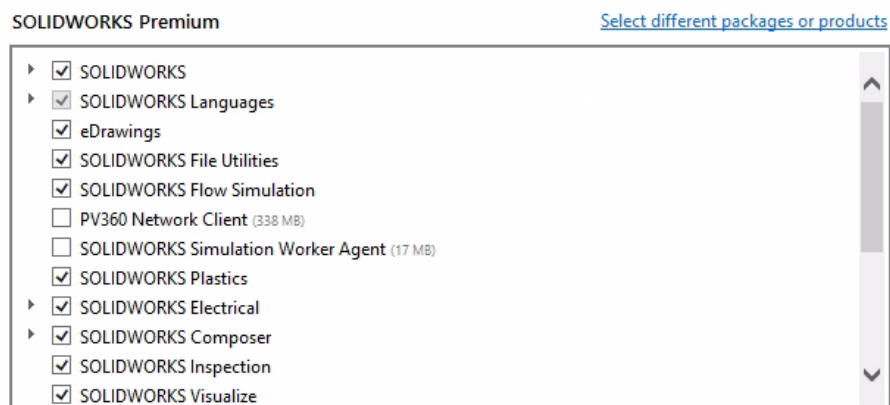 SOLIDWORKS Premium Select different packages or products
SOLIDWORKS
SOLIDWORKS Languages
eDrawings
SOLIDWORKS File Utilities
SOLIDWORKS Flow Simulation
PV360 Network Client (338 MB)
SOLIDWORKS Simulation Worker Agent (17 MB)
SOLIDWORKS Plastics
SOLIDWORKS Electrical
SOLIDWORKS Composer
SOLIDWORKS Inspection
SOLIDWORKS Visualize